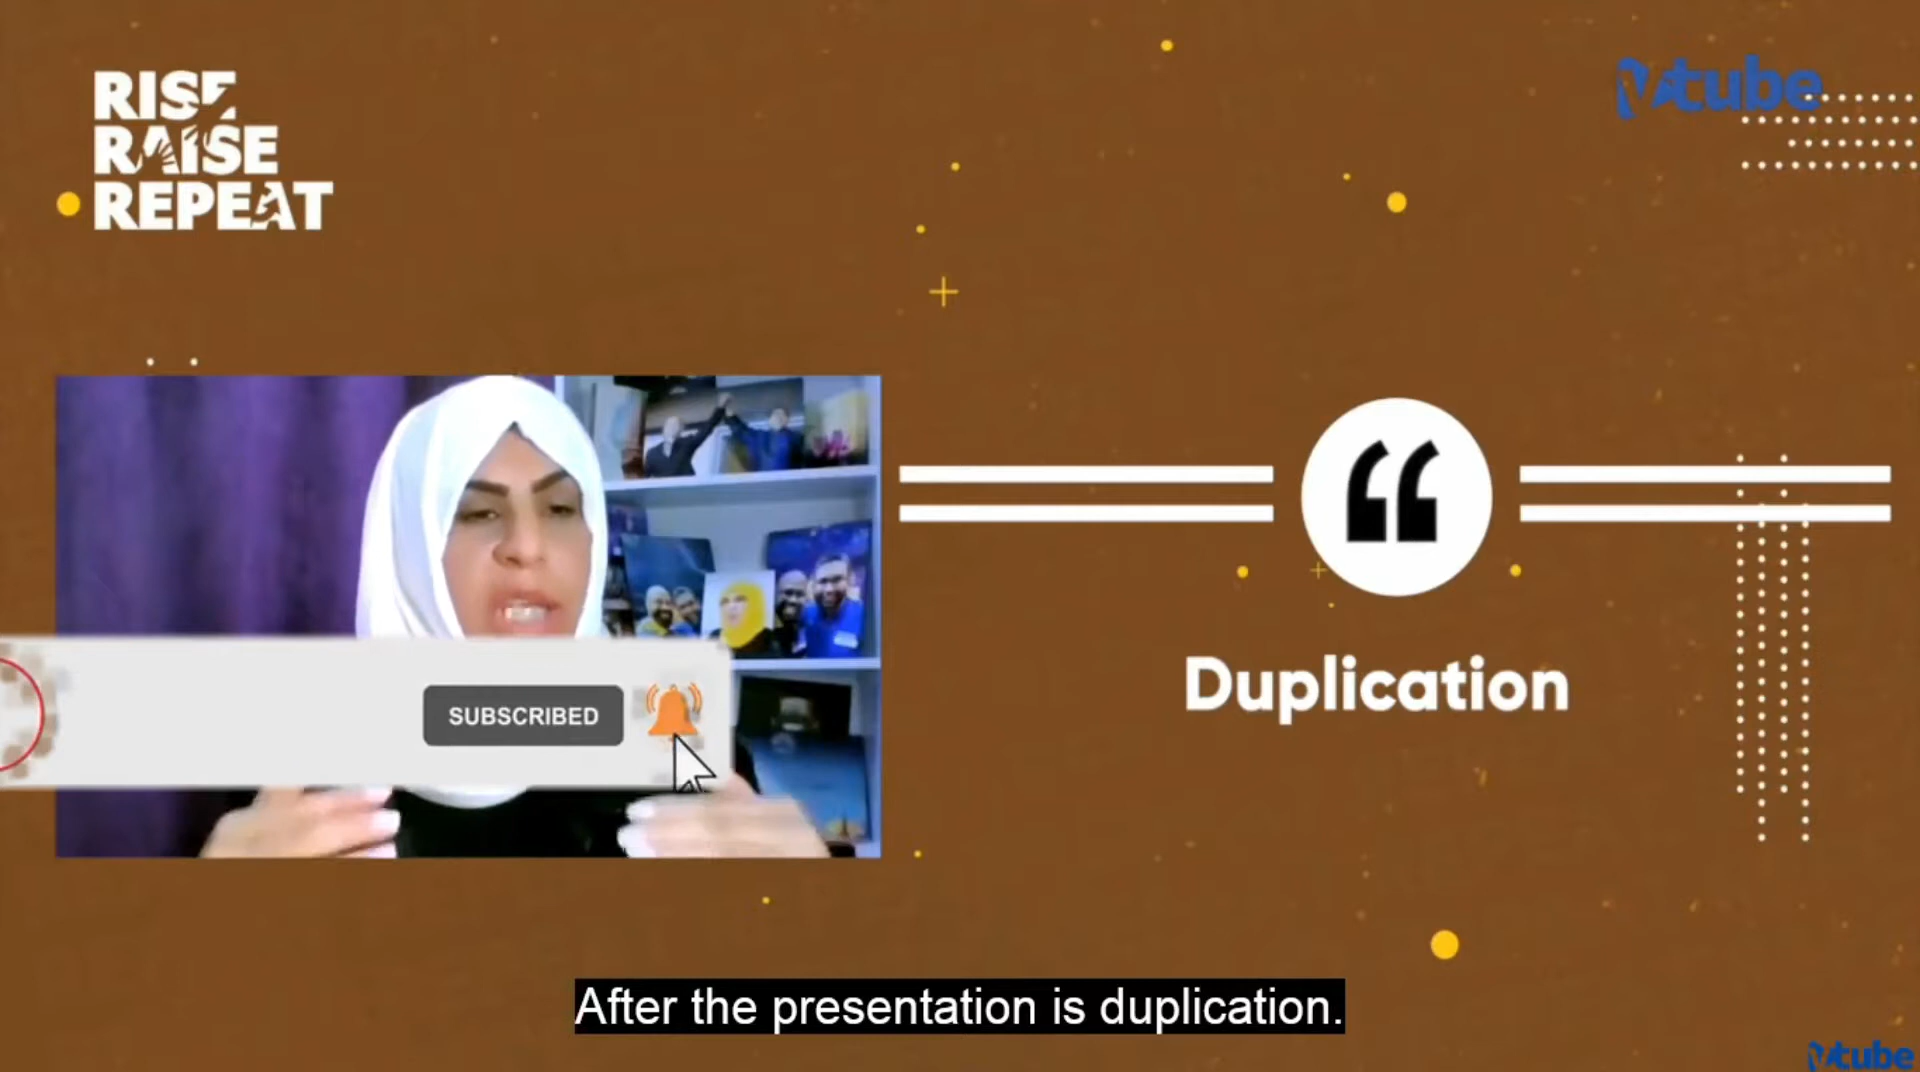 RISE
RAISE
REPEAT
Vtube
Duplication
SUBSCRIBED
After the presentation is duplication.
Vtube